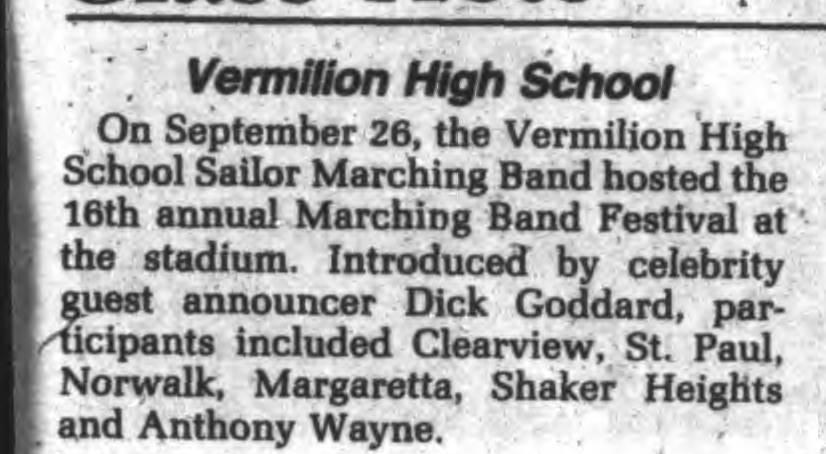 Vermilion High School
On September 26, the Vermilion High
School Sailor Marching Band hosted the
16th annual Marching Band Festival at
the stadium. Introduced by celebrity
guest announcer Dick Goddard, par-
ticipants included Clearview, St. Paul,
Norwalk, Margaretta, Shaker Heights
and Anthony Wayne.